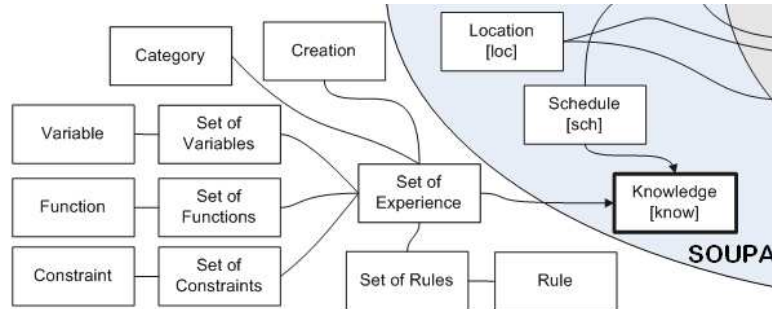 Category
Creation
Location
[loc]
Variable
Set of
Variables
Schedule
[sch]
Function
Set of
Functions
Set of
Experience
Knowledge
[know]
Constraint
Set of
Constraints
Set of Rules
Rule
SOUPA